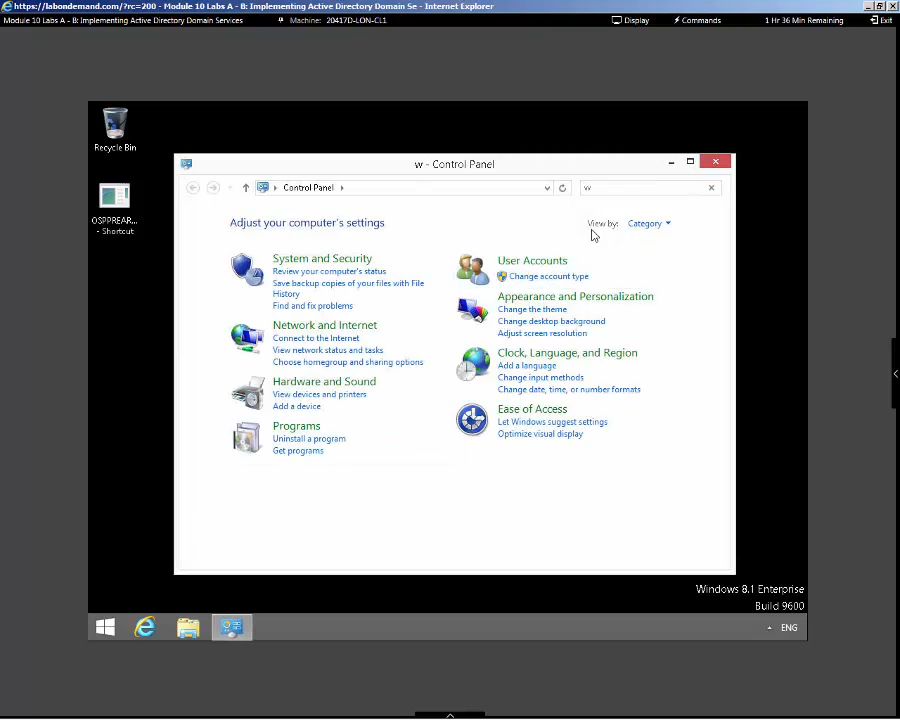 https://labondemand.com/?rc=200 - Module 10 Labs A - B: Implementing Active Directory Domain Se - Internet Explorer
Module 10 Labs A - B: Implementing Active Directory Domain Services
Machine: 20417D-LON-CL1
Display
Commands
1 Hr 36 Min Remaining
Exit
Recycle Bin
OSPPREAR...
- Shortcut
w - Control Panel
Control Panel
w
Adjust your computer's settings
View by:
Category
System and Security
Review your computer's status
Save backup copies of your files with File
History
Find and fix problems
Network and Internet
Connect to the Internet
View network status and tasks
Choose homegroup and sharing options
Hardware and Sound
View devices and printers
Add a device
Programs
Uninstall a program
Get programs
User Accounts
Change account type
Appearance and Personalization
Change the theme
Change desktop background
Adjust screen resolution
Clock, Language, and Region
Add a language
Change input methods
Change date, time, or number formats
Ease of Access
Let Windows suggest settings
Optimize visual display
Windows 8.1 Enterprise
Build 9600
ENG